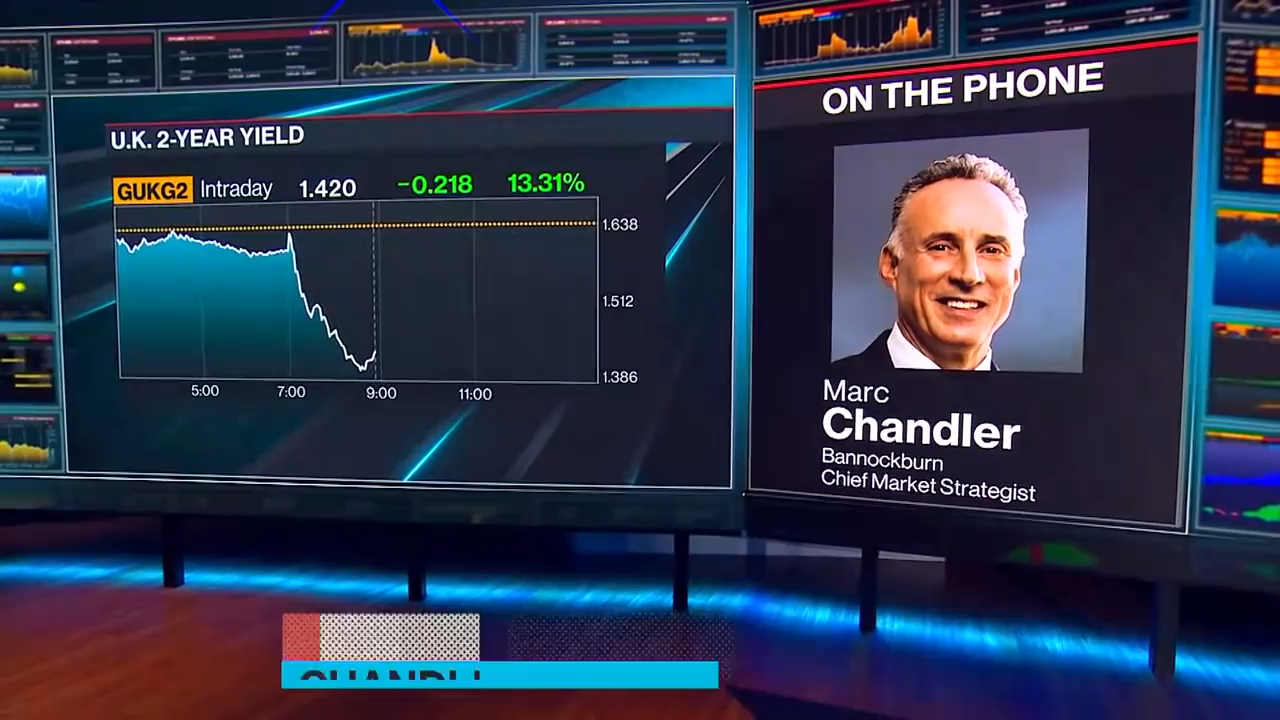 U.K. 2-YEAR YIELD
GUKG2 Intraday 1.420 −0.218 13.31%
1.638
1.512
1.386
5:00 7:00 9:00 11:00
ON THE PHONE
Marc
Chandler
Bannockburn
Chief Market Strategist